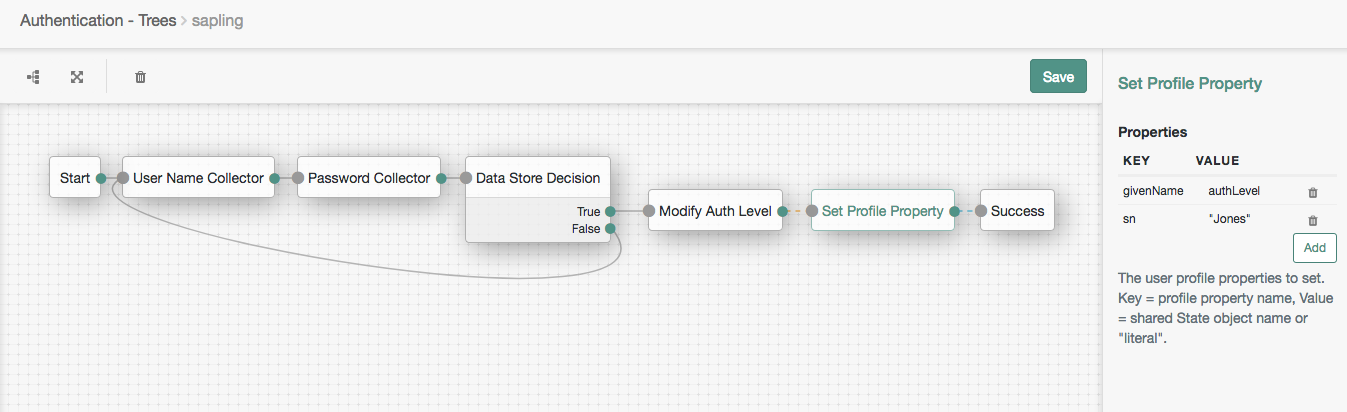 Authentication - Trees > sapling
Save
Start
User Name Collector
Password Collector
Data Store Decision
True
False
Modify Auth Level
Set Profile Property
Success
Set Profile Property
Properties
KEY VALUE
givenName authLevel
sn "Jones"
Add
The user profile properties to set.
Key = profile property name, Value
= shared State object name or
"literal".